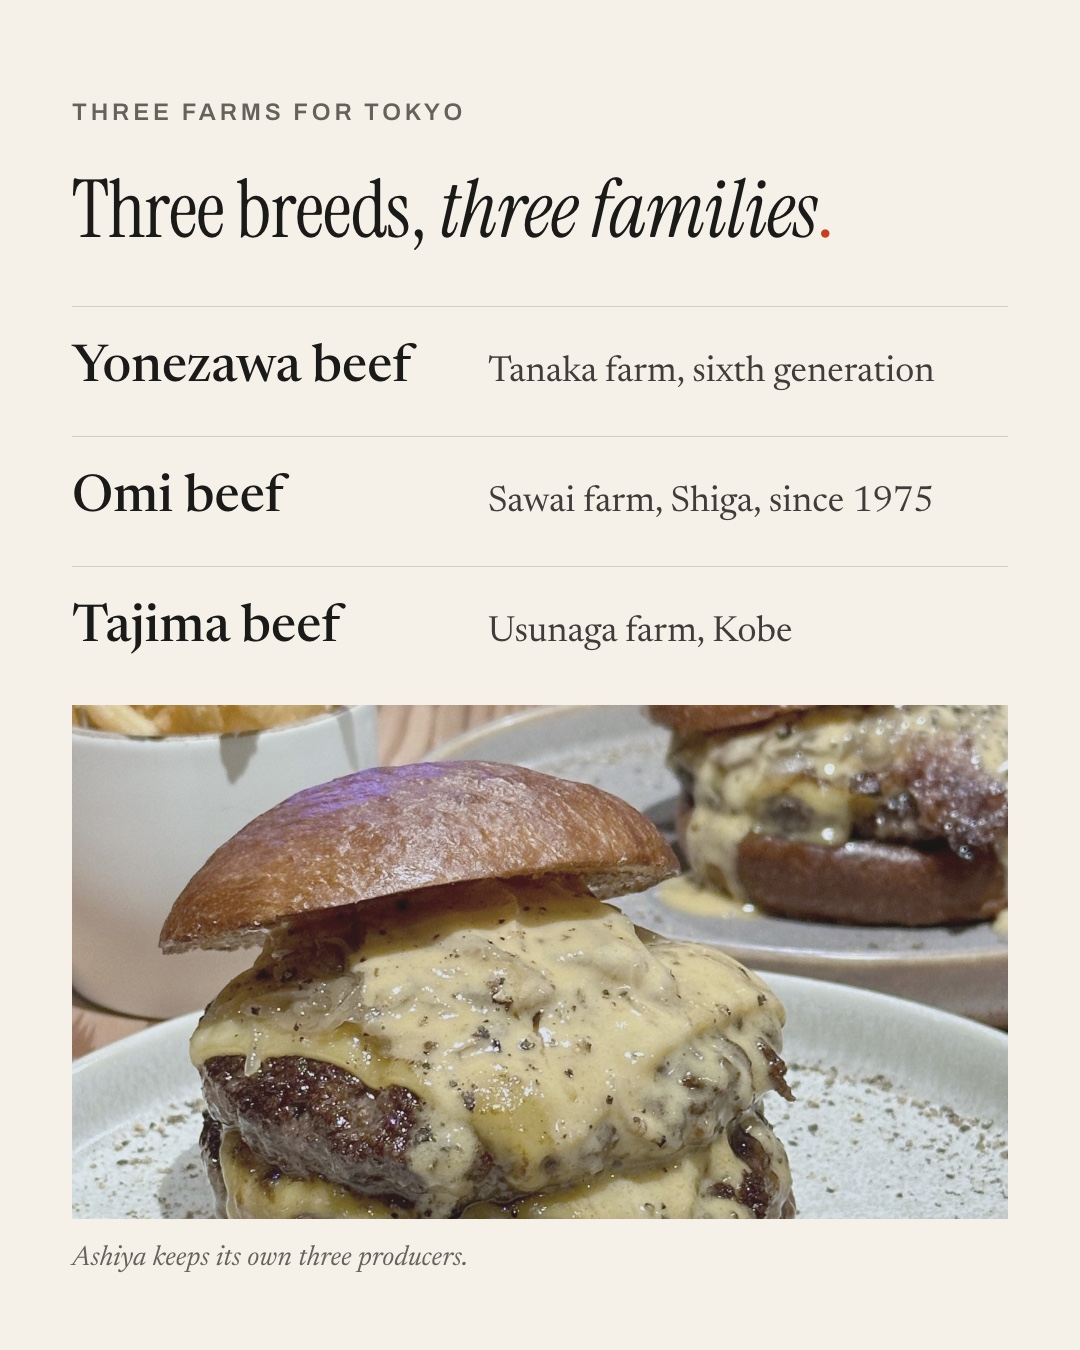 THREE FARMS FOR TOKYO
Three breeds, three families.
Yonezawa beef
Tanaka farm, sixth generation
Omi beef
Sawai farm, Shiga, since 1975
Tajima beef
Usunaga farm, Kobe
Ashiya keeps its own three producers.